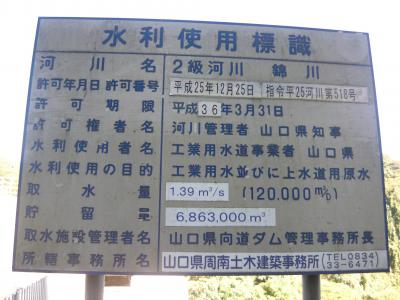 水利使用標識
河川名 2級河川 錦川
許可年月日許可番号 平成25年12月25日 指令平25河川第518号
許可期限 平成36年3月31日
許可権者名 河川管理者 山口県知事
水利使用者名 工業用水道事業者 山口県
水利使用の目的 工業用水並びに上水道用原水
取水量 1.39m³/s (120.000m³/D)
貯留量 6,863,000m³
取水施設管理者名 山口県向道ダム管理事務所長
所轄事務所名 山口県周南土木建築事務所(TEL0834 33-6471)